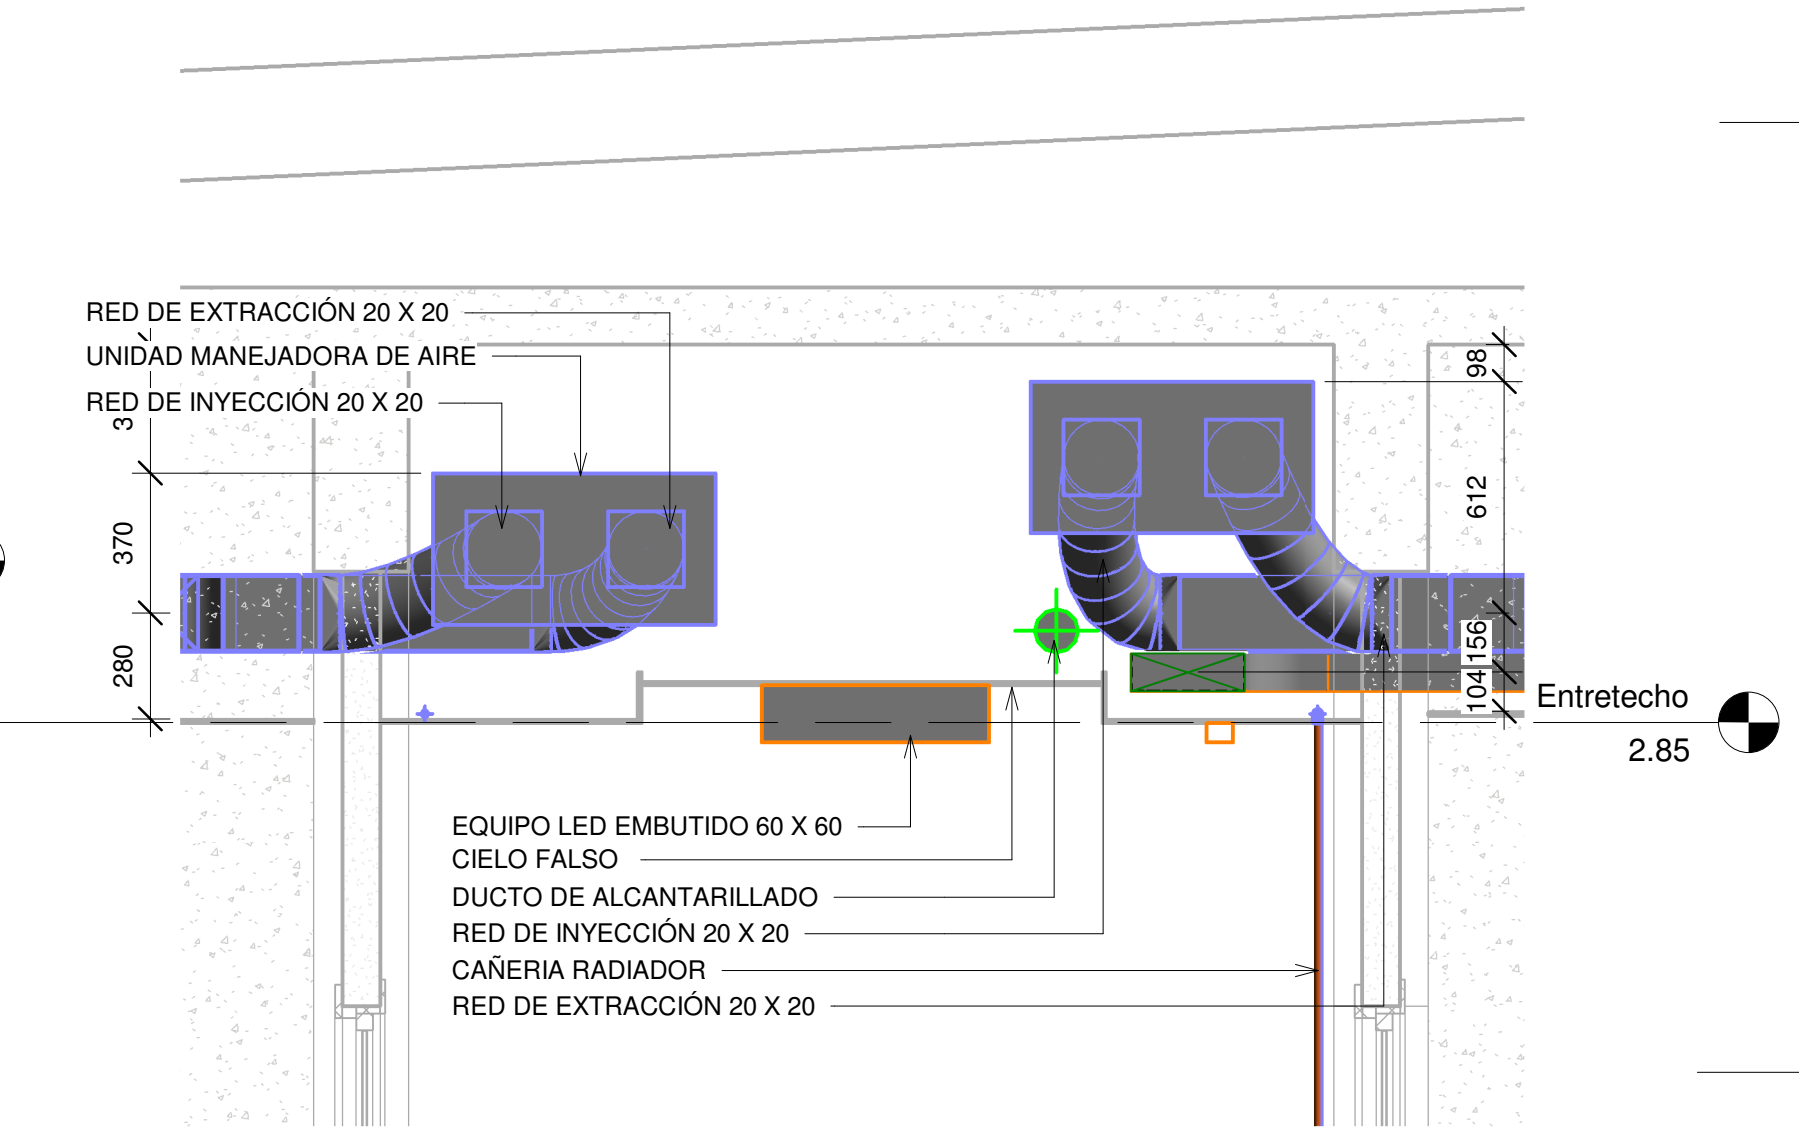 RED DE EXTRACCIÓN 20 X 20
UNIDAD MANEJADORA DE AIRE
RED DE INYECCIÓN 20 X 20
370
280
98
612
156
104
Entretecho
2.85
EQUIPO LED EMBUTIDO 60 X 60
CIELO FALSO
DUCTO DE ALCANTARILLADO
RED DE INYECCIÓN 20 X 20
CAÑERIA RADIADOR
RED DE EXTRACCIÓN 20 X 20